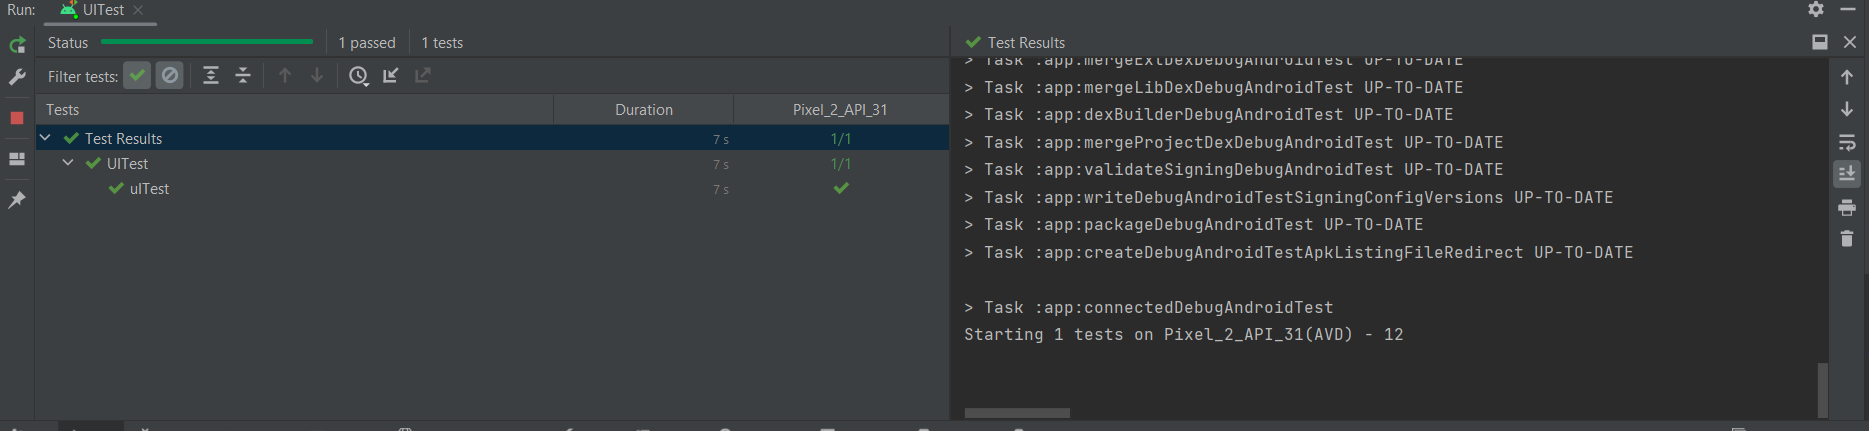 Run: UITest
Status 1 passed 1 tests
Filter tests:
Tests Duration Pixel_2_API_31
Test Results 7 s 1/1
UITest 7 s 1/1
uITest 7 s
Test Results
> Task :app:mergeExtDexDebugAndroidTest UP-TO-DATE
> Task :app:mergeLibDexDebugAndroidTest UP-TO-DATE
> Task :app:dexBuilderDebugAndroidTest UP-TO-DATE
> Task :app:mergeProjectDexDebugAndroidTest UP-TO-DATE
> Task :app:validateSigningDebugAndroidTest UP-TO-DATE
> Task :app:writeDebugAndroidTestSigningConfigVersions UP-TO-DATE
> Task :app:packageDebugAndroidTest UP-TO-DATE
> Task :app:createDebugAndroidTestApkListingFileRedirect UP-TO-DATE
> Task :app:connectedDebugAndroidTest
Starting 1 tests on Pixel_2_API_31(AVD) - 12